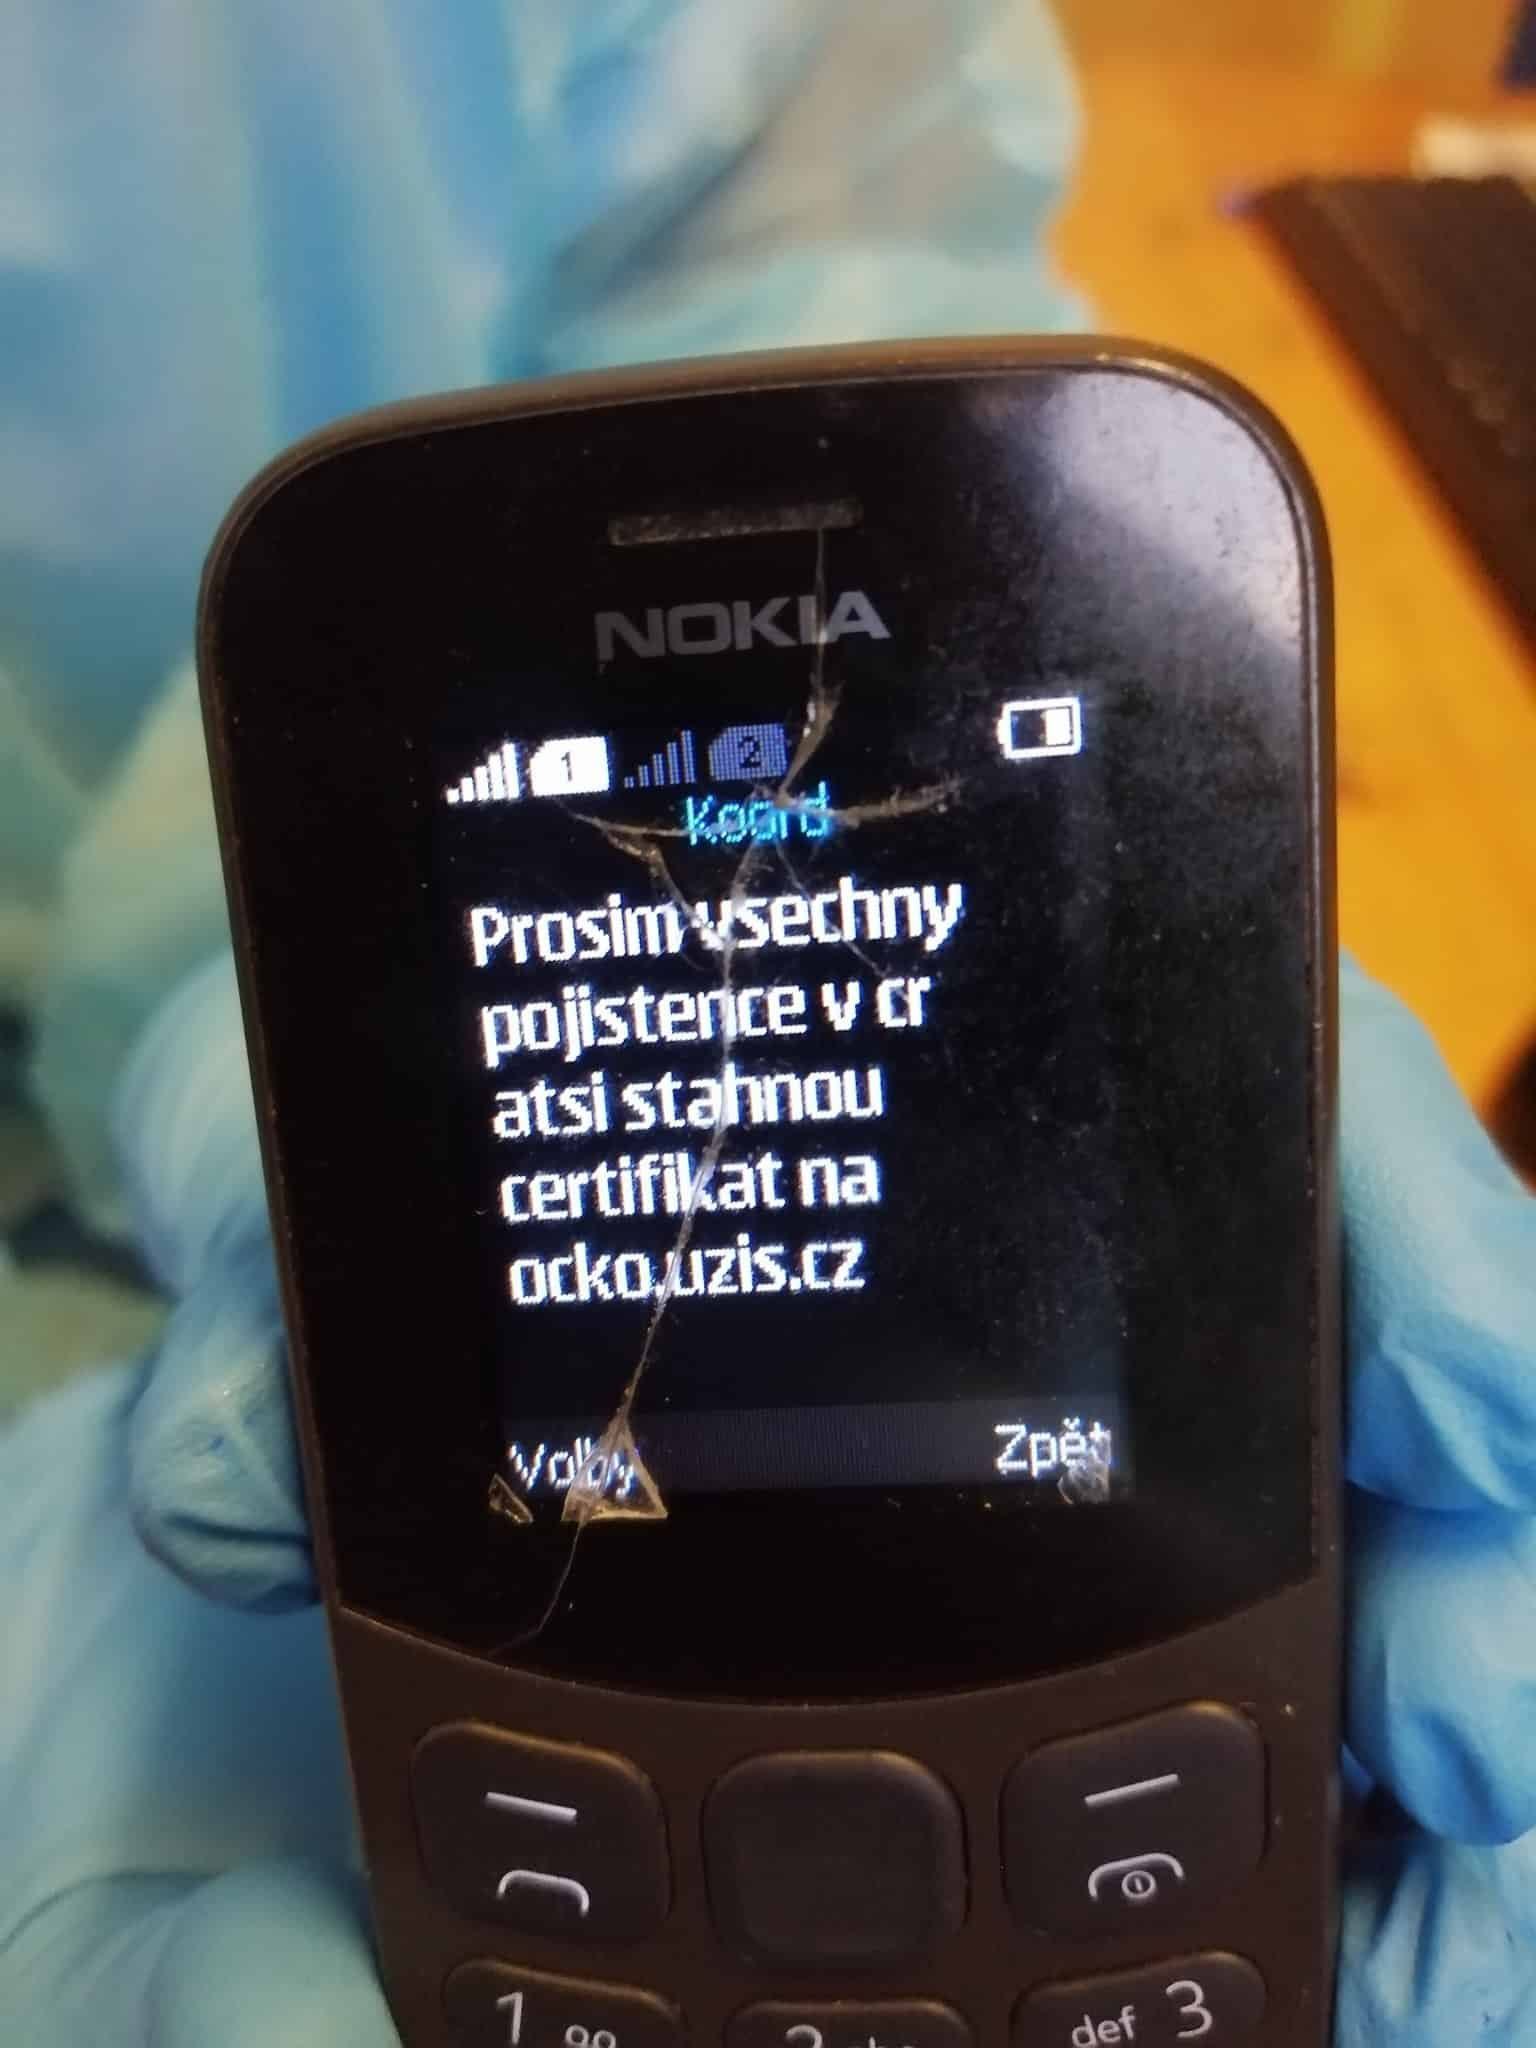 NOKIA
1 2
Koord
Prosim vsechny
pojistence v cr
atsi stahnou
certifikat na
ocko.uzis.cz
Volby Zpět
1 def 3